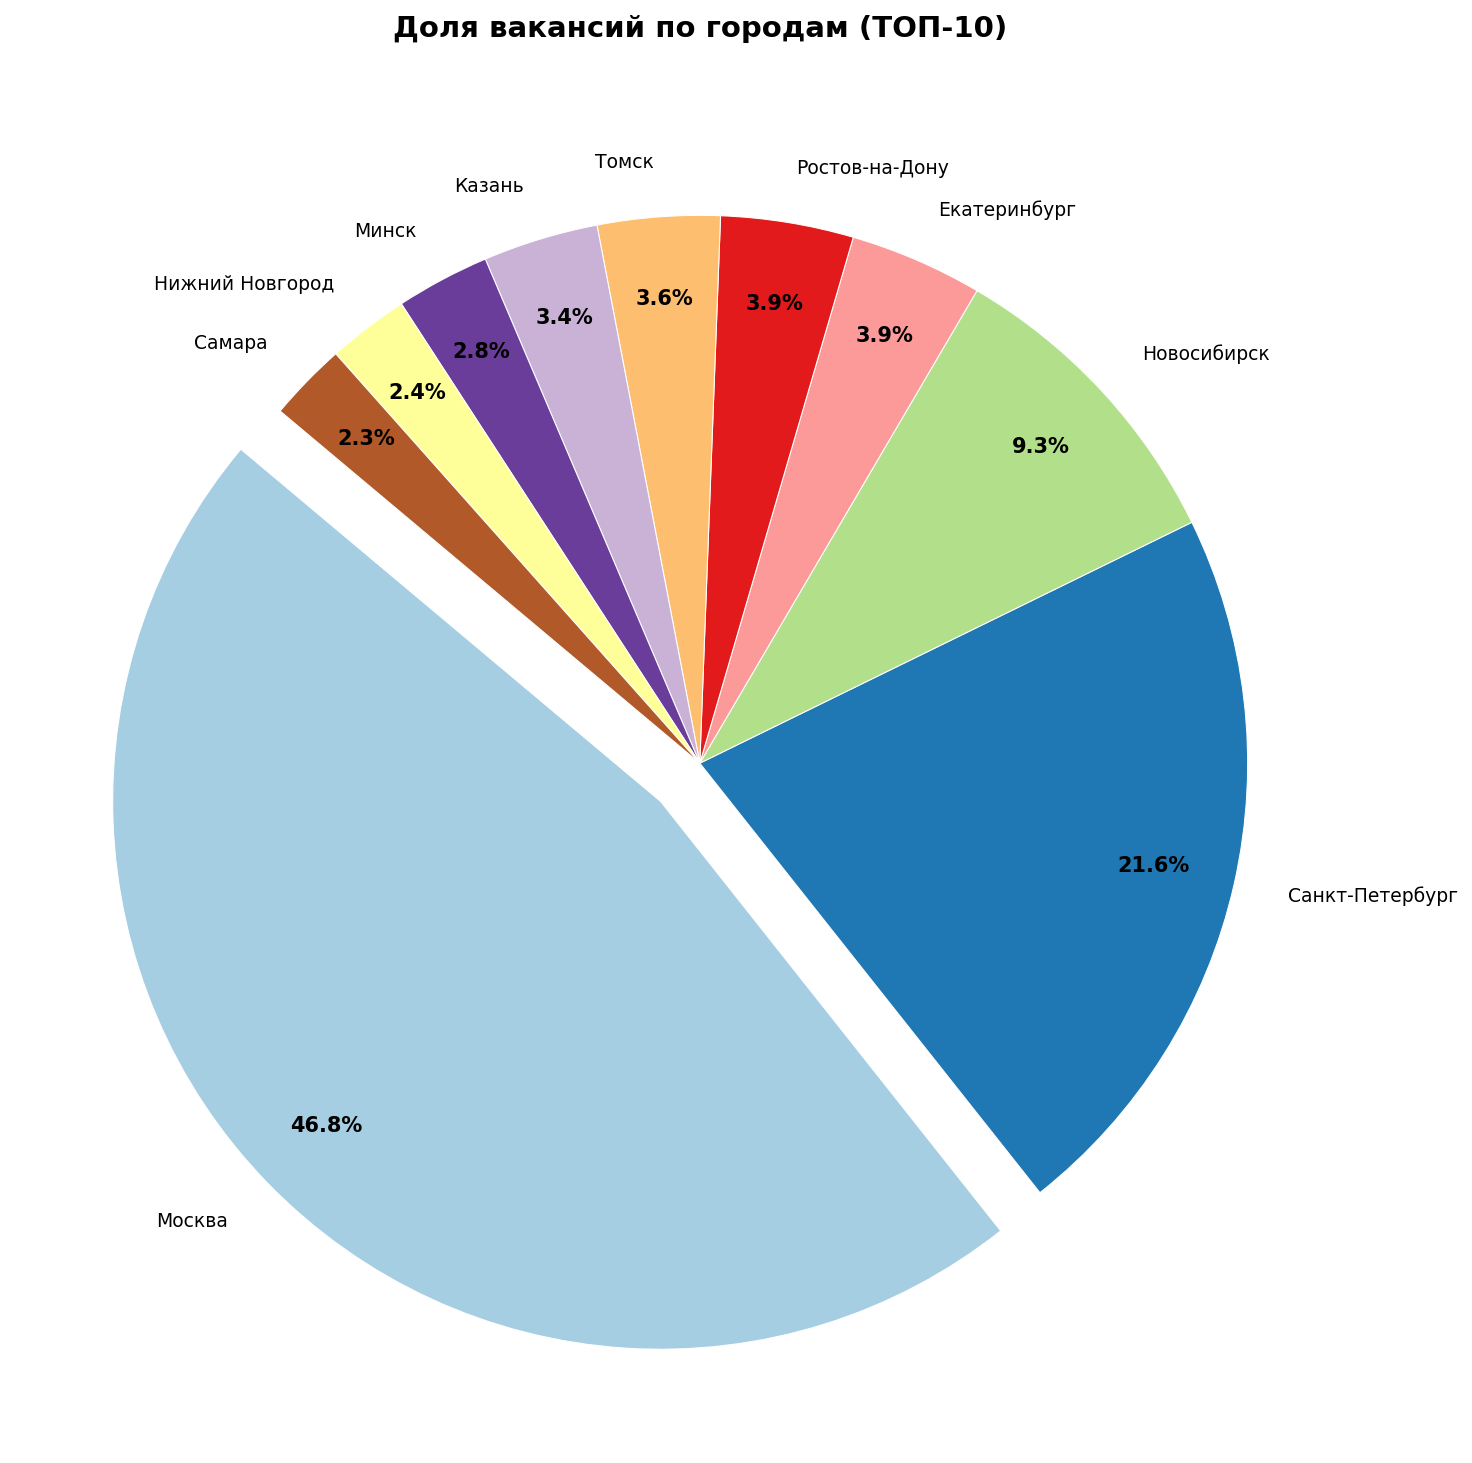 Доля вакансий по городам (ТОП-10)
Томск
Ростов-на-Дону
Казань
Екатеринбург
Минск
Нижний Новгород
Самара
Новосибирск
3.6%
3.9%
3.4%
3.9%
2.8%
2.4%
2.3%
9.3%
21.6%
Санкт-Петербург
46.8%
Москва